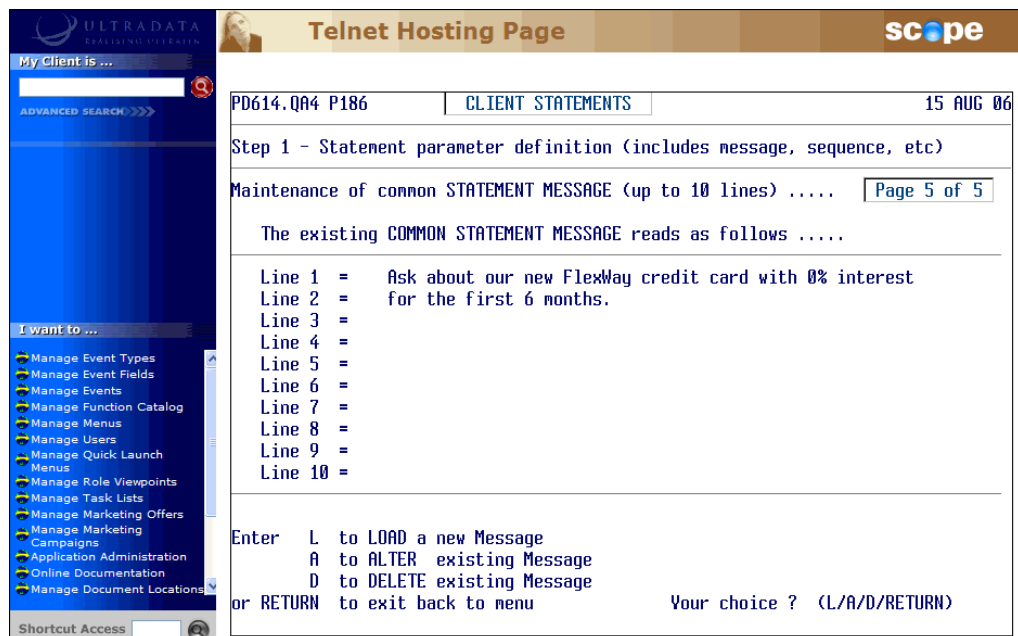 ULTRADATA
Telnet Hosting Page
scope
My Client is ...
ADVANCED SEARCH
PD614.QA4 P186 CLIENT STATEMENTS 15 AUG 06
Step 1 - Statement parameter definition (includes message, sequence, etc)
Maintenance of common STATEMENT MESSAGE (up to 10 lines) ..... Page 5 of 5
The existing COMMON STATEMENT MESSAGE reads as follows .....
Line 1 = Ask about our new FlexWay credit card with 0% interest
Line 2 = for the first 6 months.
Line 3 =
Line 4 =
Line 5 =
Line 6 =
Line 7 =
Line 8 =
Line 9 =
Line 10 =
Enter L to LOAD a new Message
A to ALTER existing Message
D to DELETE existing Message
or RETURN to exit back to menu Your choice ? (L/A/D/RETURN)
I want to ...
Manage Event Types
Manage Event Fields
Manage Events
Manage Function Catalog
Manage Menus
Manage Users
Manage Quick Launch
Menus
Manage Role Viewpoints
Manage Task Lists
Manage Marketing Offers
Manage Marketing
Campaigns
Application Administration
Online Documentation
Manage Document Locations
Shortcut Access